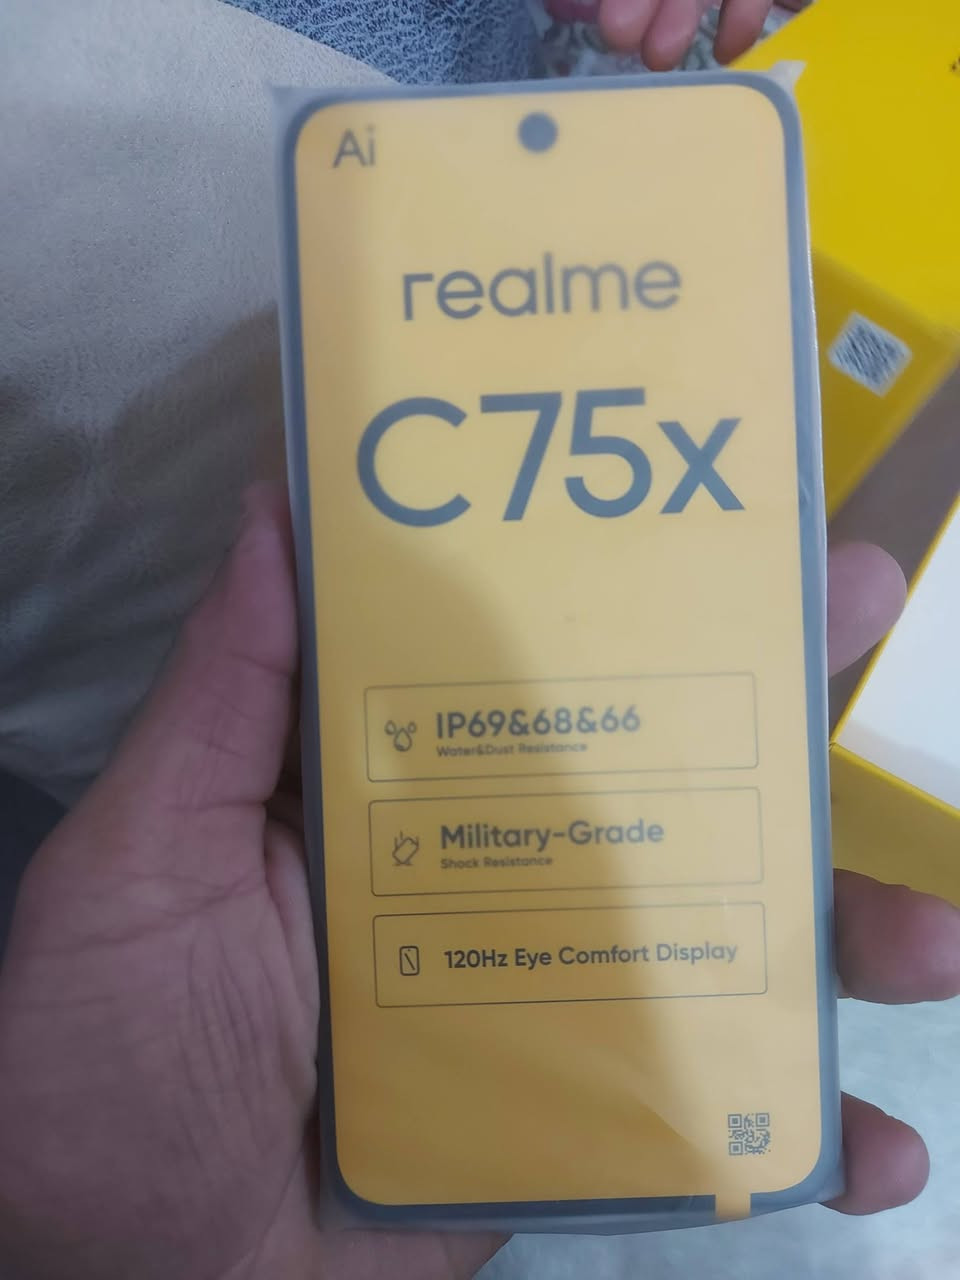 Ai
realme
C75x
IP69&68&66
Water&Dust Resistance
Military-Grade
Shock Resistance
120Hz Eye Comfort Display